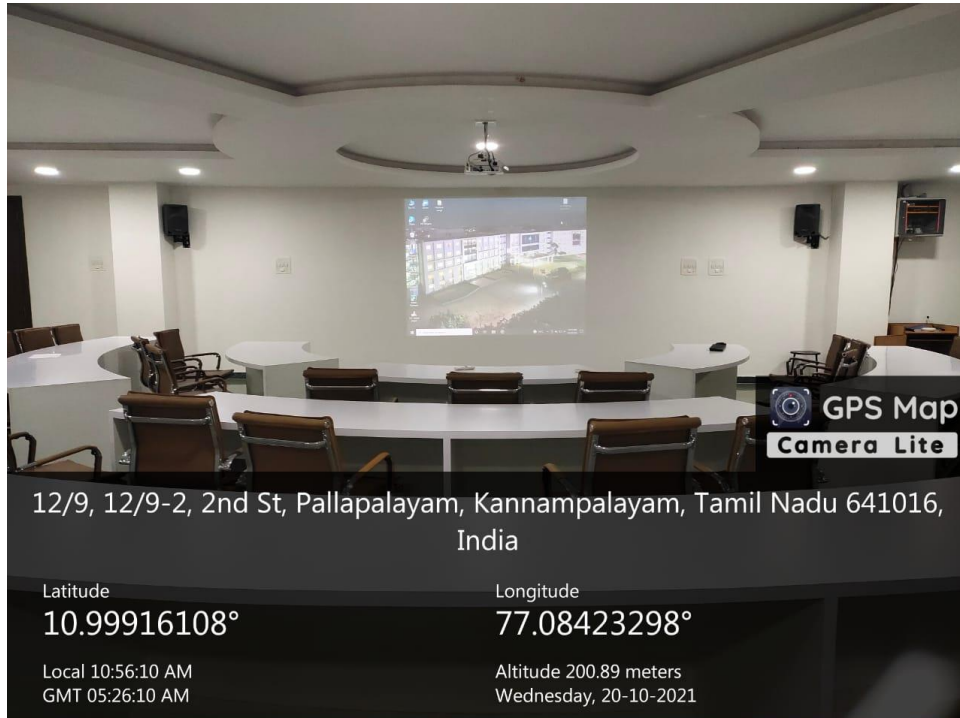 GPS Map
Camera Lite
12/9, 12/9-2, 2nd St, Pallapalayam, Kannampalayam, Tamil Nadu 641016,
India
Latitude
10.99916108°
Longitude
77.08423298°
Local 10:56:10 AM
GMT 05:26:10 AM
Altitude 200.89 meters
Wednesday, 20-10-2021